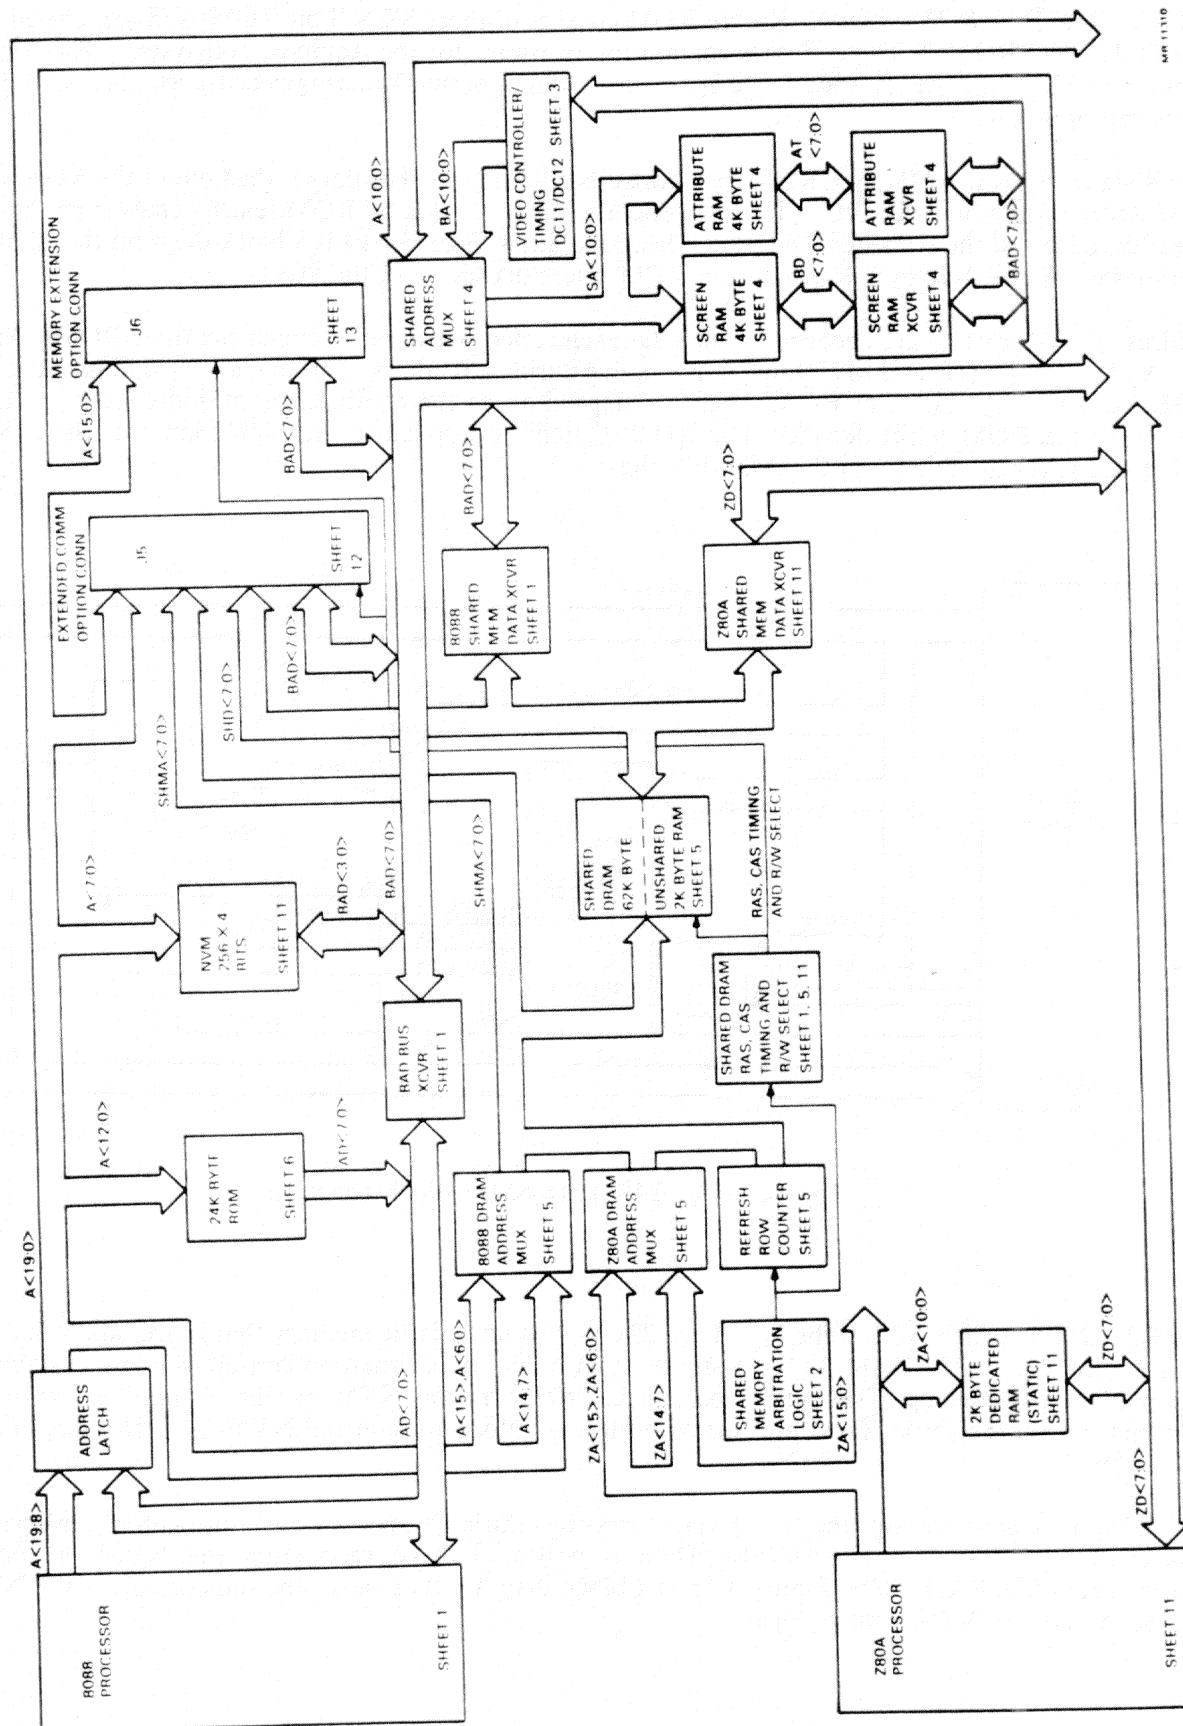 8088
PROCESSOR
SHEET 1
A<19:8>
ADDRESS
LATCH
A<19:0>
A<12:0>
24K BYTE
ROM
SHEET 6
AD<7:0>
AD<7:0>
A<7:0>
NVM
256 X 4
BITS
SHEET 11
BAD<3:0>
BAD<7:0>
BAD BUS
XCVR
SHEET 1
EXTENDED COMM
OPTION CONN
J5
SHEET
12
SHMA<7:0>
SHD<7:0>
BAD<7:0>
MEMORY EXTENSION
OPTION CONN
A<15:0>
J6
SHEET
13
BAD<7:0>
A<10:0>
BA<10:0>
SHARED
ADDRESS
MUX
SHEET 4
VIDEO CONTROLLER/
TIMING
DC11/DC12 SHEET 3
SA<10:0>
SCREEN
RAM
4K BYTE
SHEET 4
ATTRIBUTE
RAM
4K BYTE
SHEET 4
BD
<7:0>
AT
<7:0>
SCREEN
RAM
XCVR
SHEET 4
ATTRIBUTE
RAM
XCVR
SHEET 4
BAD<7:0>
A<15>,A<6:0>
A<14:7>
8088 DRAM
ADDRESS
MUX
SHEET 5
SHMA<7:0>
ZA<15>,ZA<6:0>
ZA<14:7>
Z80A DRAM
ADDRESS
MUX
SHEET 5
REFRESH
ROW
COUNTER
SHEET 5
SHARED
MEMORY
ARBITRATION
LOGIC
SHEET 2
SHARED DRAM
RAS, CAS
TIMING AND
R/W SELECT
SHEET 1, 5, 11
SHARED
DRAM
62K BYTE
UNSHARED
2K BYTE RAM
SHEET 5
RAS, CAS TIMING
AND R/W SELECT
8088
SHARED
MEM
DATA XCVR
SHEET 1
BAD<7:0>
Z80A
SHARED
MEM
DATA XCVR
SHEET 11
ZD<7:0>
Z80A
PROCESSOR
SHEET 11
ZA<15:0>
ZA<10:0>
2K BYTE
DEDICATED
RAM
(STATIC)
SHEET 11
ZD<7:0>
ZD<7:0>
MR 11110